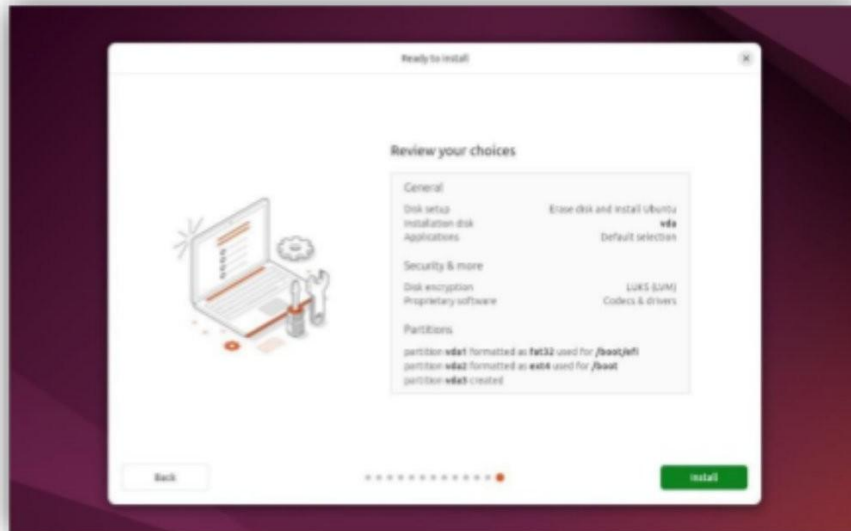 Ready to install
Review your choices
General
Disk setup Erase disk and install Ubuntu
Installation disk vda
Applications Default selection
Security & more
Disk encryption LUKS (LVM)
Proprietary software Codecs & drivers
Partitions
partition vda1 formatted as fat32 used for /boot/efi
partition vda2 formatted as ext4 used for /boot
partition vda3 created
Back
Install